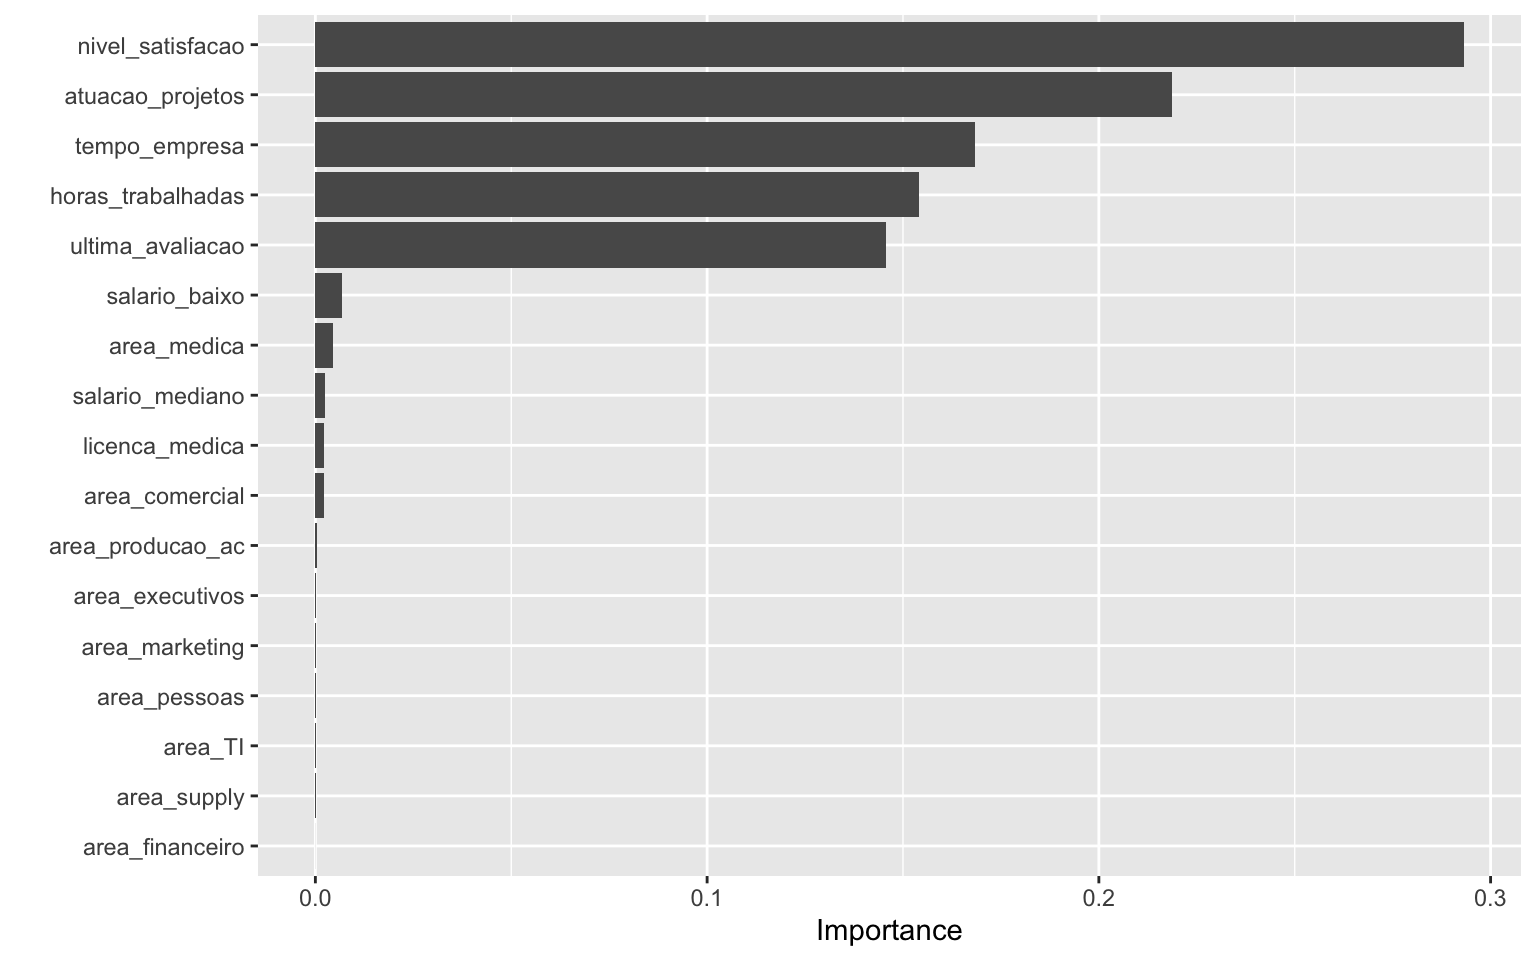 nivel_satisfacao
atuacao_projetos
tempo_empresa
horas_trabalhadas
ultima_avaliacao
salario_baixo
area_medica
salario_mediano
licenca_medica
area_comercial
area_producao_ac
area_executivos
area_marketing
area_pessoas
area_TI
area_supply
area_financeiro
0.0 0.1 0.2 0.3
Importance